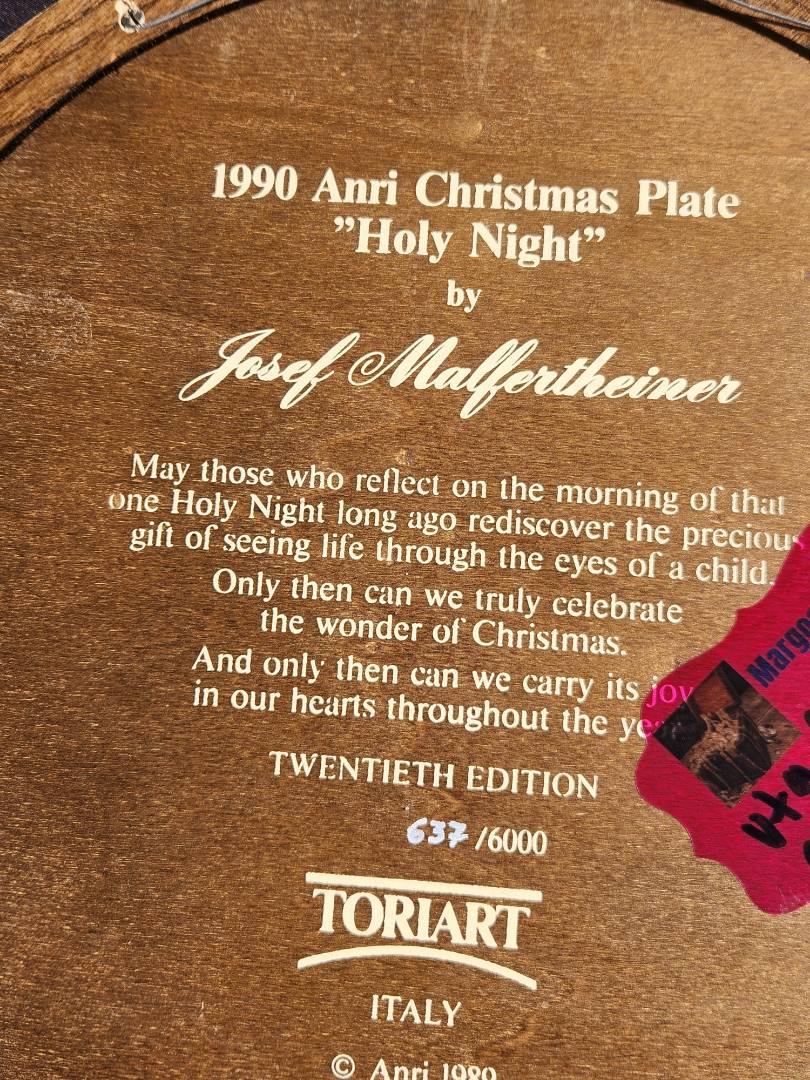 1990 Anri Christmas Plate
"Holy Night"
by
Josef Malfertheiner
May those who reflect on the morning of that
one Holy Night long ago rediscover the precious
gift of seeing life through the eyes of a child.
Only then can we truly celebrate
the wonder of Christmas.
And only then can we carry its joy
in our hearts throughout the
TWENTIETH EDITION
637/6000
TORIART
ITALY
© Anri 1989